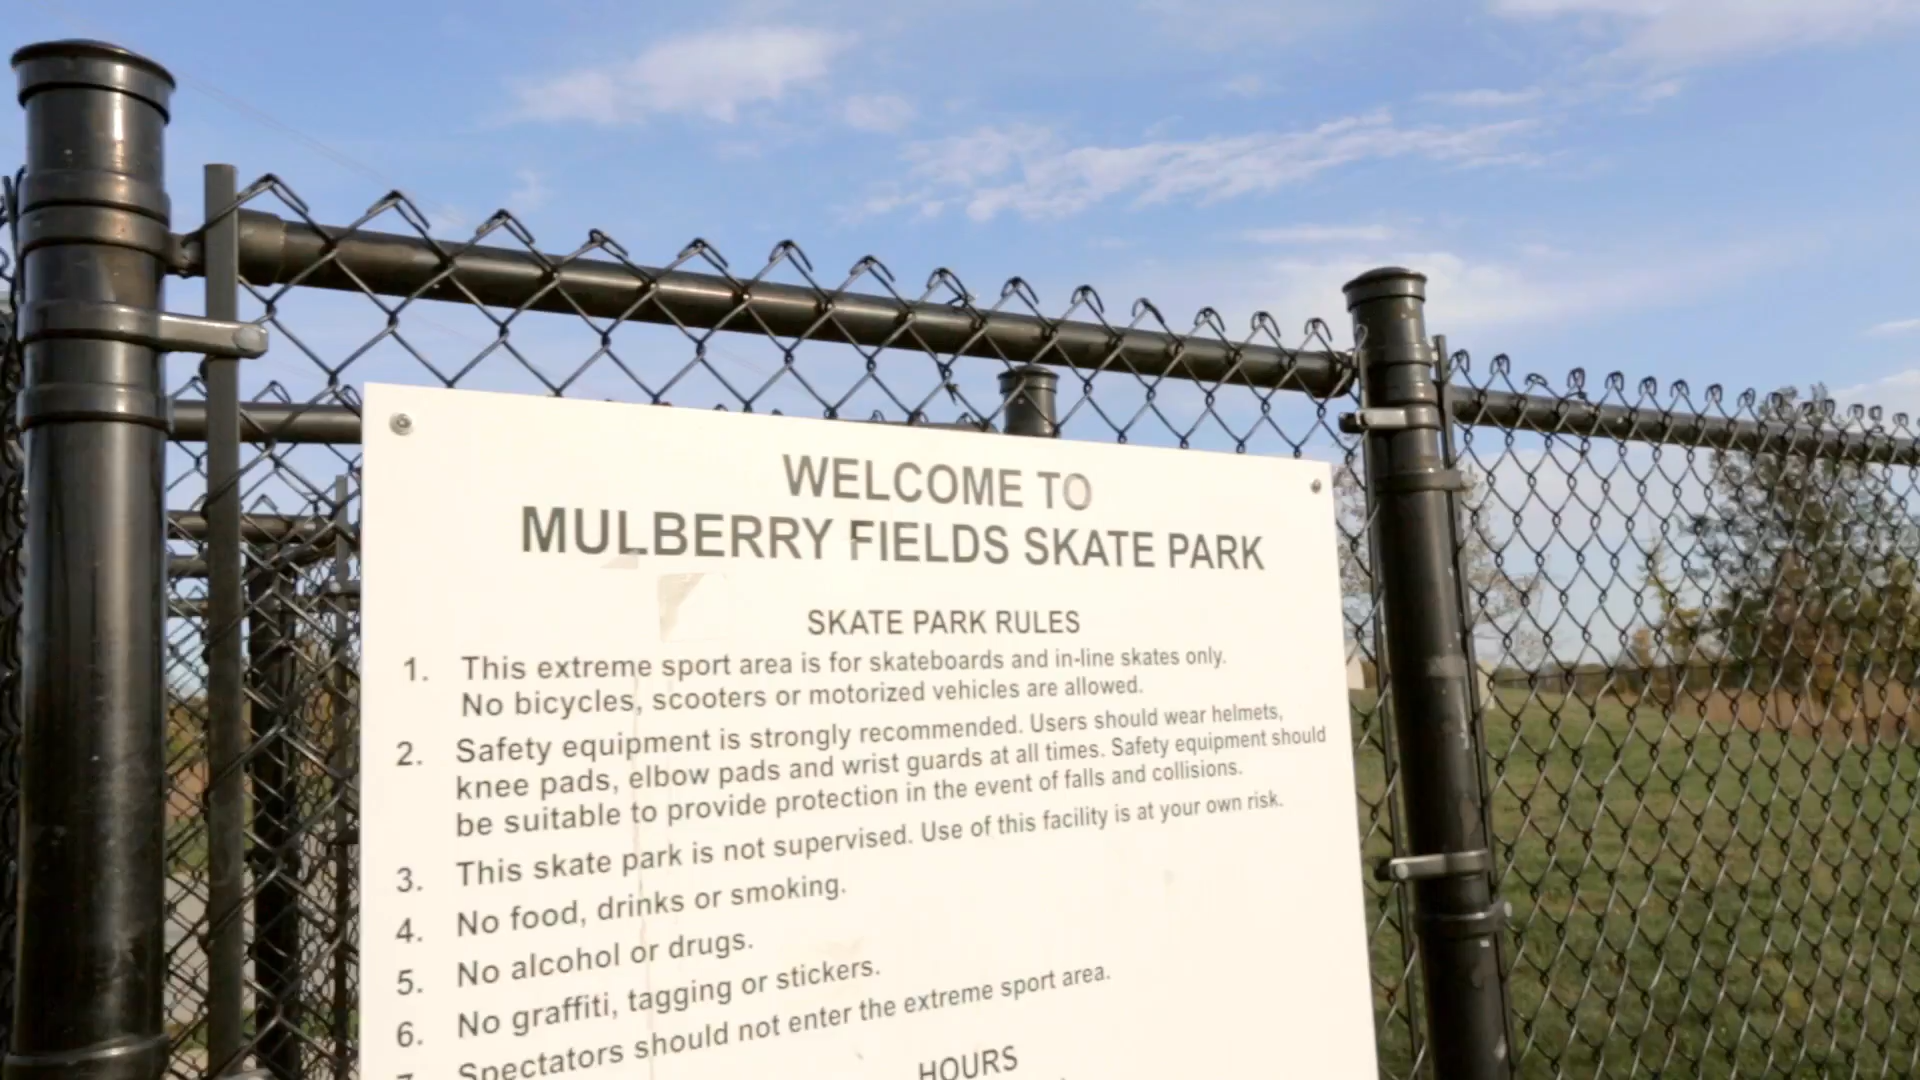 WELCOME TO
MULBERRY FIELDS SKATE PARK
SKATE PARK RULES
1. This extreme sport area is for skateboards and in-line skates only.
No bicycles, scooters or motorized vehicles are allowed.
2. Safety equipment is strongly recommended. Users should wear helmets,
knee pads, elbow pads and wrist guards at all times. Safety equipment should
be suitable to provide protection in the event of falls and collisions.
3. This skate park is not supervised. Use of this facility is at your own risk.
4. No food, drinks or smoking.
5. No alcohol or drugs.
6. No graffiti, tagging or stickers.
7. Spectators should not enter the extreme sport area.
HOURS